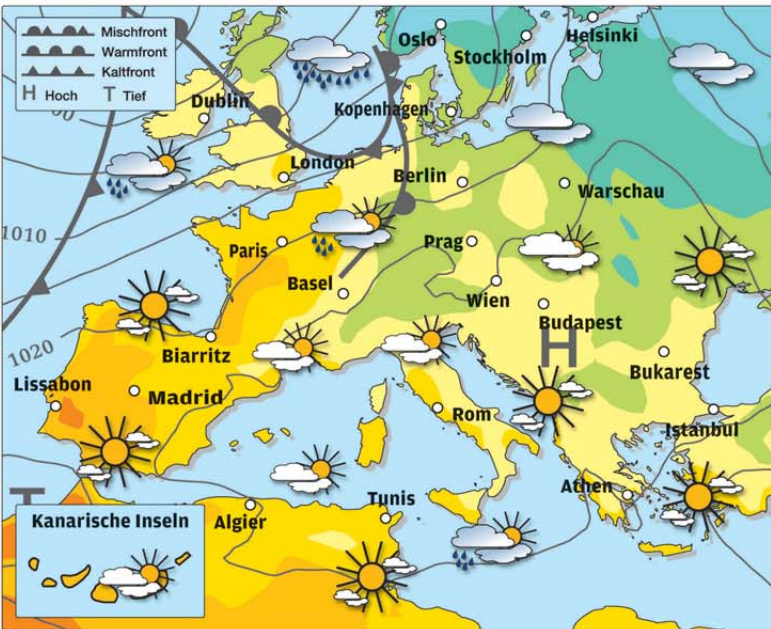 Mischfront
Warmfront
Kaltfront
H Hoch T Tief
Oslo
Stockholm
Helsinki
Dublin
Kopenhagen
London
Berlin
Warschau
1010
Paris
Prag
Basel
Wien
Budapest
H
1020
Biarritz
Bukarest
Lissabon
Madrid
Rom
Istanbul
T
Athen
Kanarische Inseln
Algier
Tunis